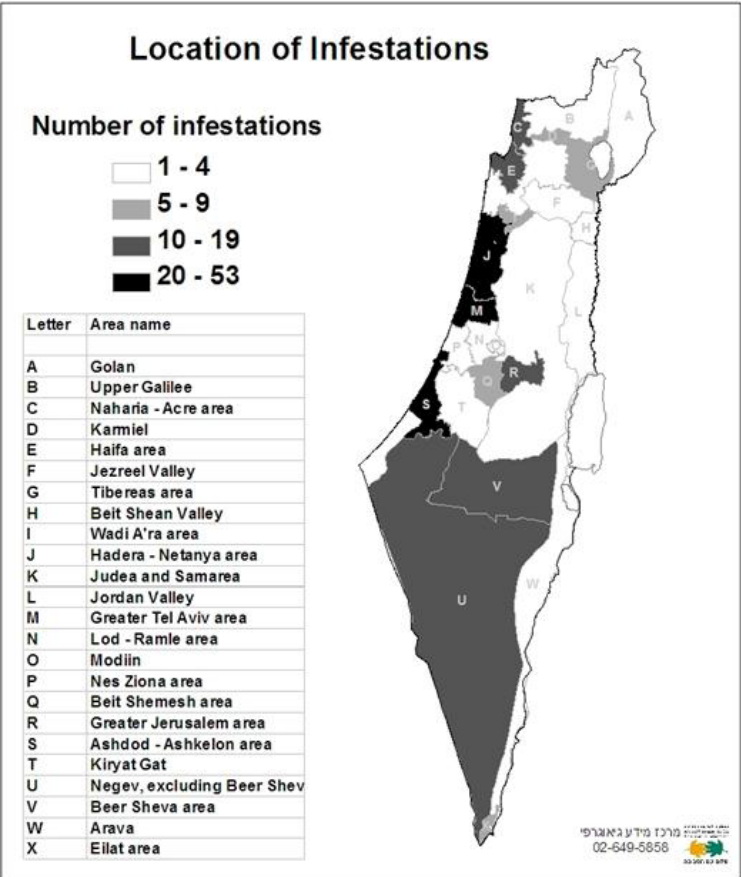 Location of Infestations
Number of infestations
1 - 4
5 - 9
10 - 19
20 - 53
Letter Area name
A Golan
B Upper Galilee
C Naharia - Acre area
D Karmiel
E Haifa area
F Jezreel Valley
G Tibereas area
H Beit Shean Valley
I Wadi A'ra area
J Hadera - Netanya area
K Judea and Samarea
L Jordan Valley
M Greater Tel Aviv area
N Lod - Ramle area
O Modiin
P Nes Ziona area
Q Beit Shemesh area
R Greater Jerusalem area
S Ashdod - Ashkelon area
T Kiryat Gat
U Negev, excluding Beer Shev
V Beer Sheva area
W Arava
X Eilat area
A
B
C
E
G
F
H
J
K
L
M
N
P
O
R
Q
S
T
V
W
U
מרכז מידע גיאוגרפי
02-649-5858